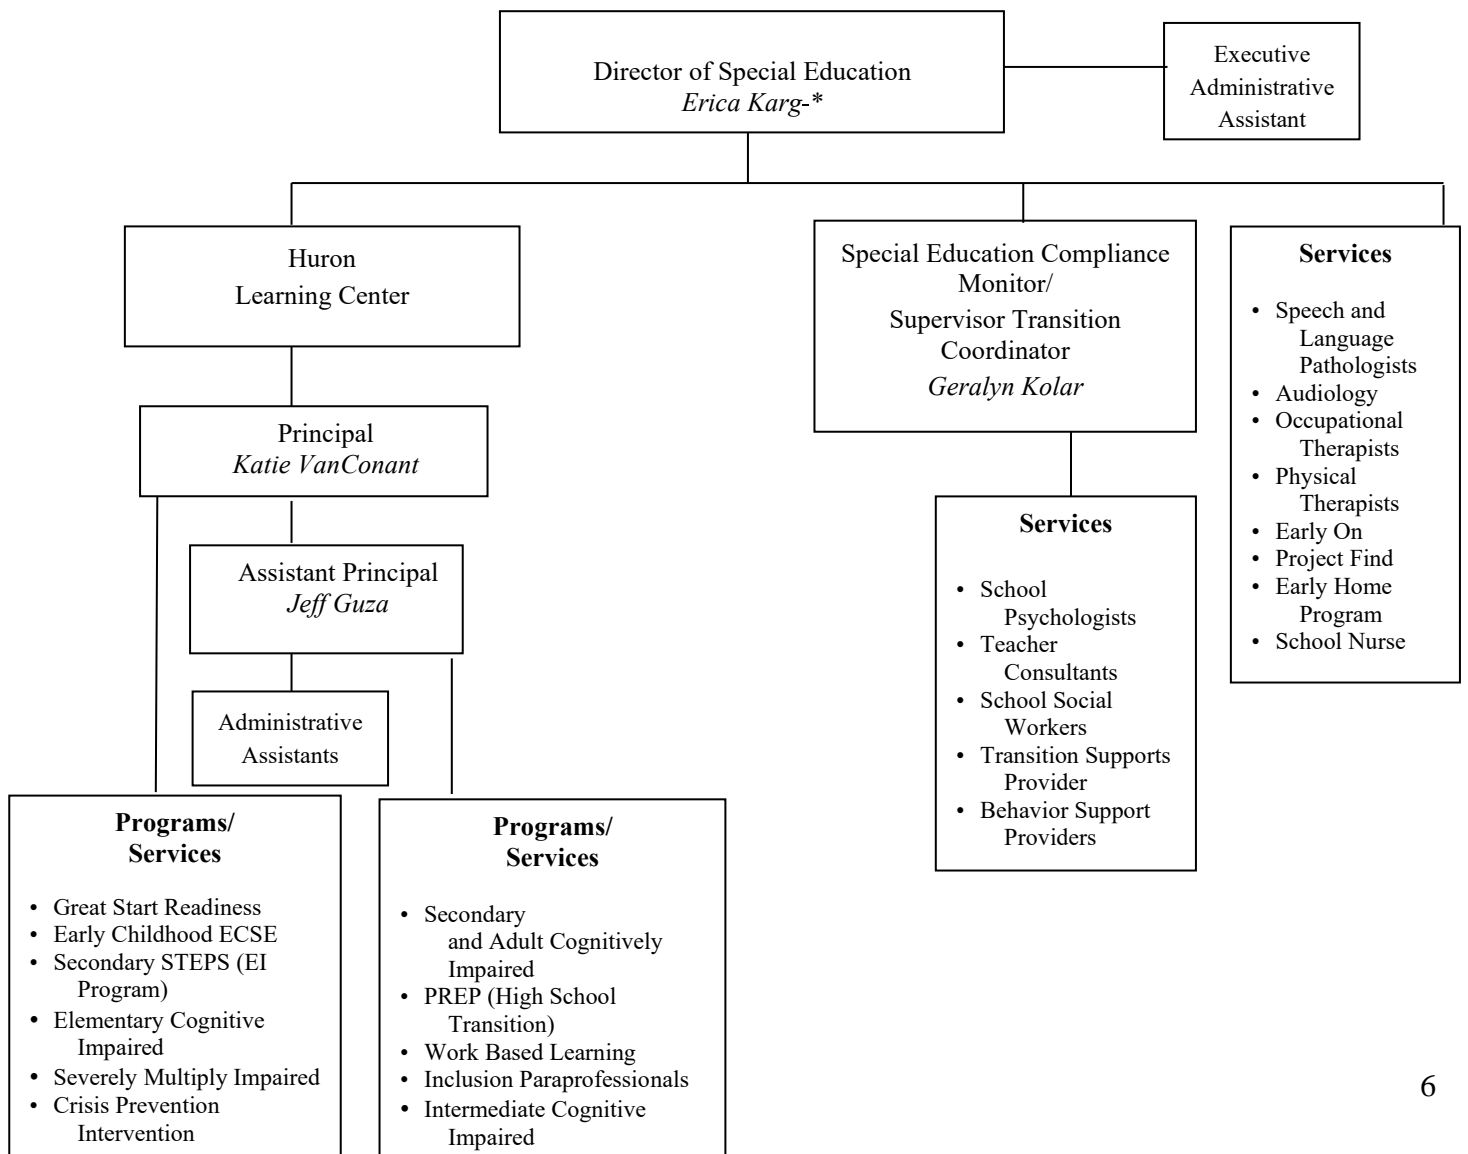 Director of Special Education
Erica Karg-*
Executive
Administrative
Assistant
Huron
Learning Center
Special Education Compliance
Monitor/
Supervisor Transition
Coordinator
Geralyn Kolar
Services
• Speech and
Language
Pathologists
• Audiology
• Occupational
Therapists
• Physical
Therapists
• Early On
• Project Find
• Early Home
Program
• School Nurse
Principal
Katie VanConant
Assistant Principal
Jeff Guza
Administrative
Assistants
Services
• School
Psychologists
• Teacher
Consultants
• School Social
Workers
• Transition Supports
Provider
• Behavior Support
Providers
Programs/
Services
• Great Start Readiness
• Early Childhood ECSE
• Secondary STEPS (EI
Program)
• Elementary Cognitive
Impaired
• Severely Multiply Impaired
• Crisis Prevention
Intervention
Programs/
Services
• Secondary
and Adult Cognitively
Impaired
• PREP (High School
Transition)
• Work Based Learning
• Inclusion Paraprofessionals
• Intermediate Cognitive
Impaired
6